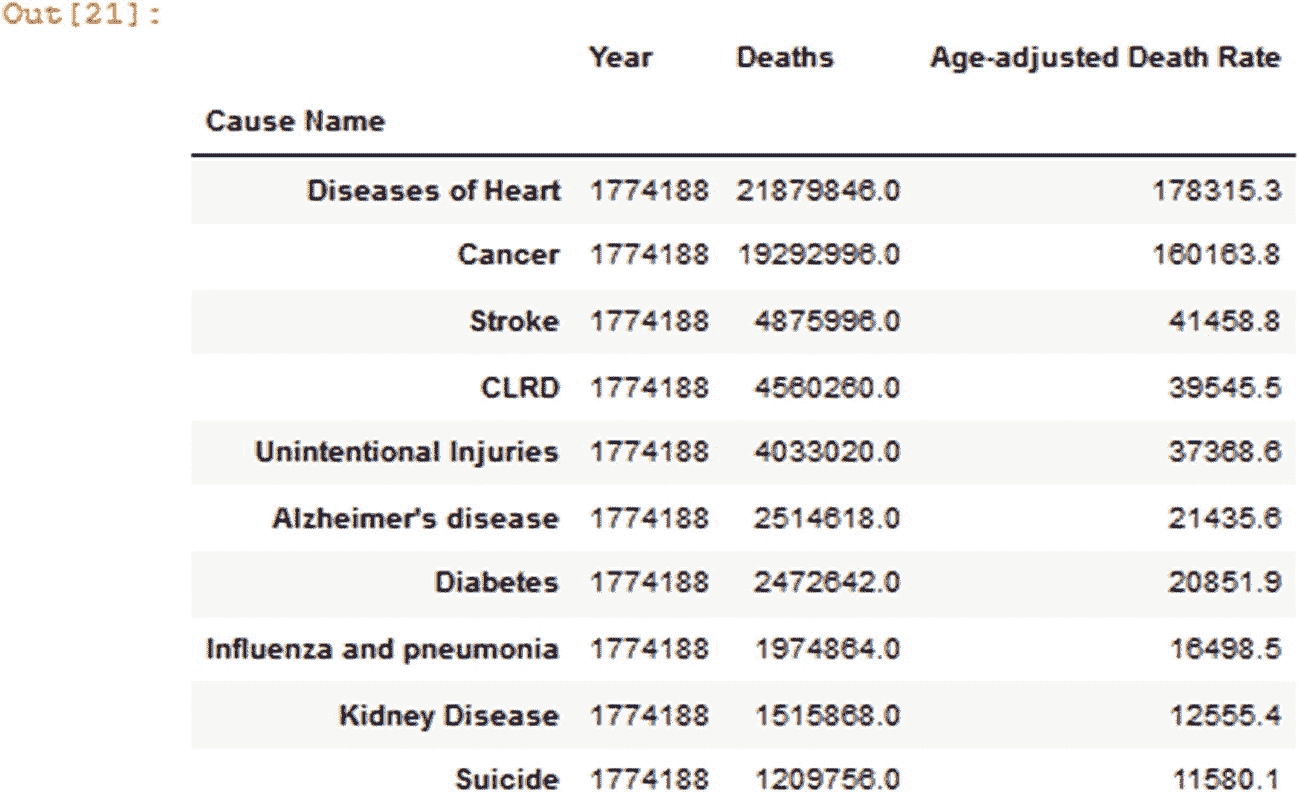 Out[21]:
Year Deaths Age-adjusted Death Rate
Cause Name
Diseases of Heart 1774188 21879846.0 178315.3
Cancer 1774188 19292996.0 160163.8
Stroke 1774188 4875996.0 41458.8
CLRD 1774188 4560260.0 39545.5
Unintentional Injuries 1774188 4033020.0 37368.6
Alzheimer's disease 1774188 2514618.0 21435.6
Diabetes 1774188 2472642.0 20851.9
Influenza and pneumonia 1774188 1974864.0 16498.5
Kidney Disease 1774188 1515868.0 12555.4
Suicide 1774188 1209756.0 11580.1